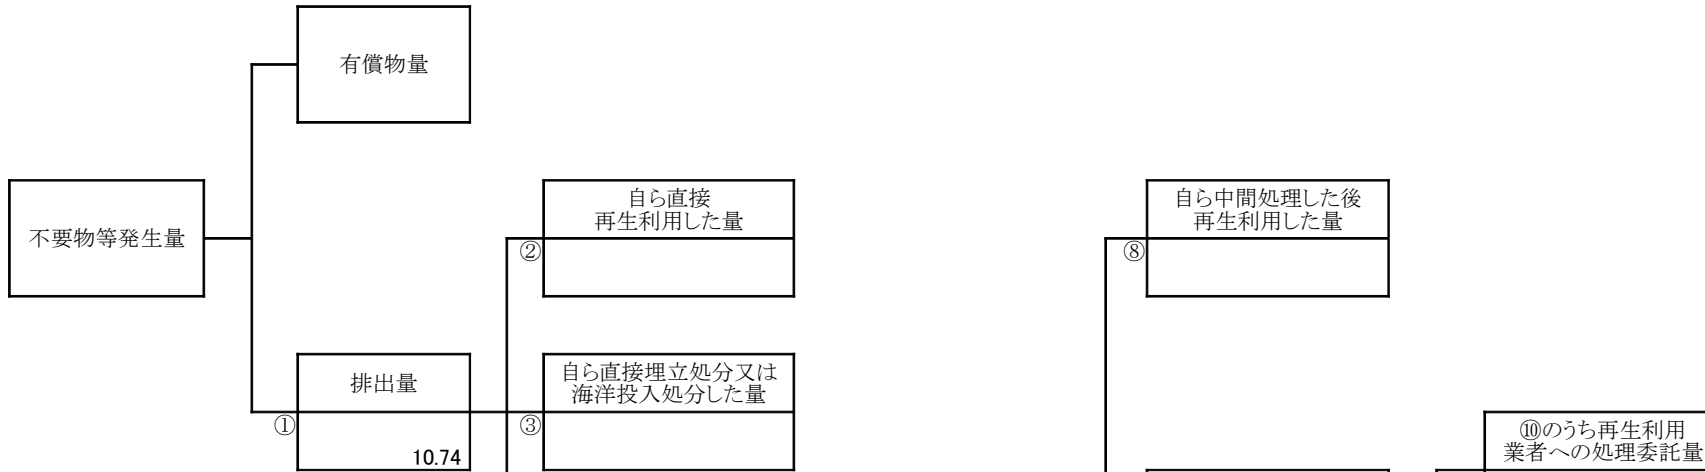 有償物量
不要物等発生量
自ら直接
再生利用した量
②
自ら中間処理した後
再生利用した量
⑧
排出量
①
10.74
自ら直接埋立処分又は
海洋投入処分した量
③
⑩のうち再生利用
業者への処理委託量